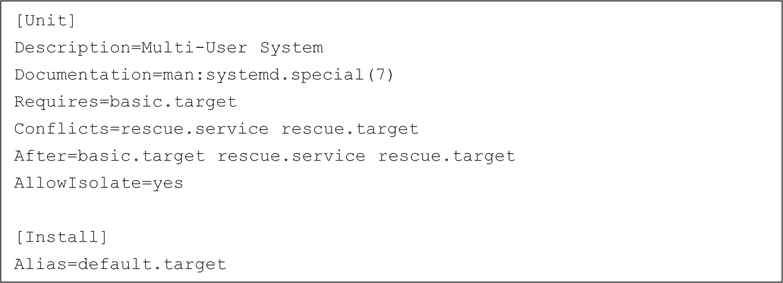 [Unit]
Description=Multi-User System
Documentation=man:systemd.special(7)
Requires=basic.target
Conflicts=rescue.service rescue.target
After=basic.target rescue.service rescue.target
AllowIsolate=yes

[Install]
Alias=default.target